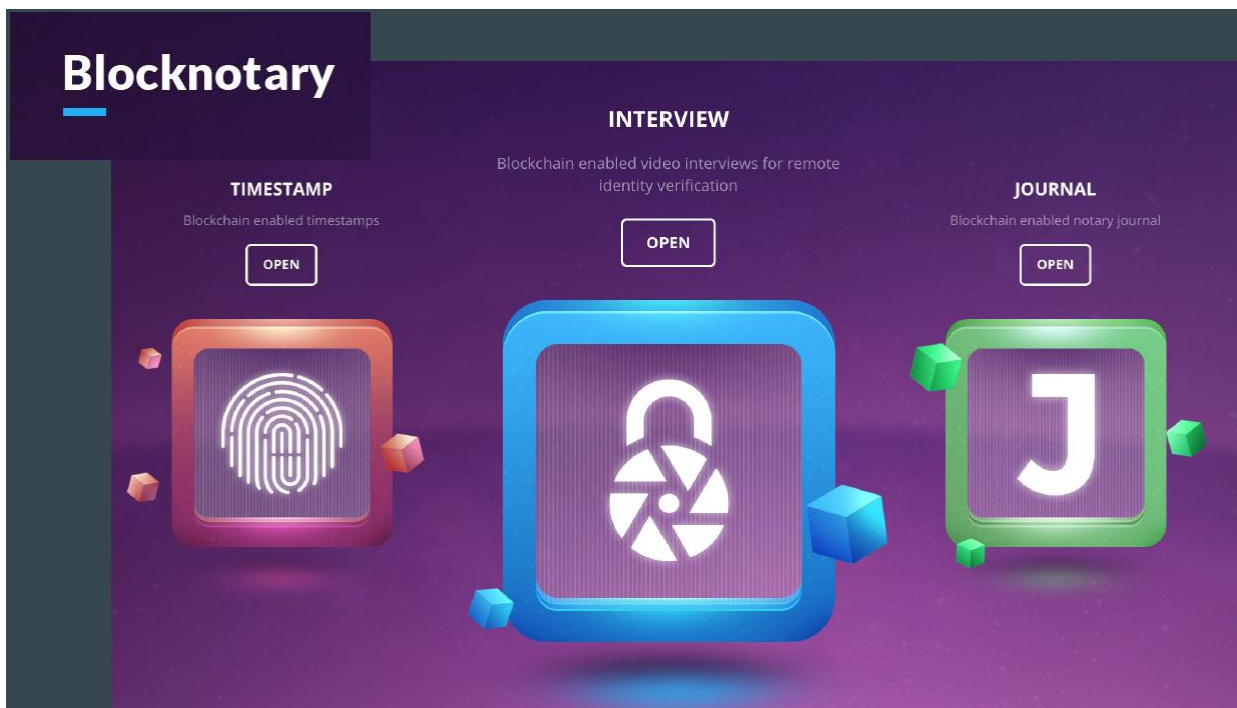 Blocknotary
INTERVIEW
Blockchain enabled video interviews for remote
identity verification
OPEN
TIMESTAMP
Blockchain enabled timestamps
OPEN
JOURNAL
Blockchain enabled notary journal
OPEN
J